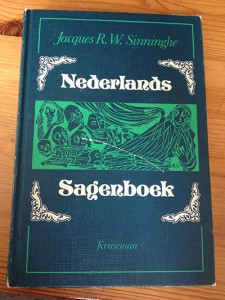 Jacques R. W. Sinninghe
Nederlands
Sagenboek
Kruseman